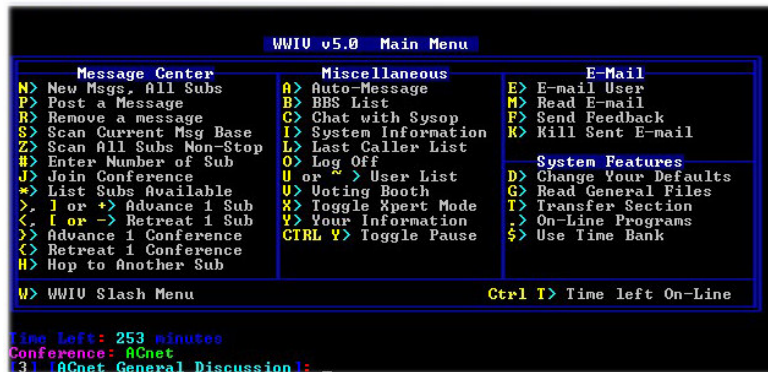 WWIV v5.0 Main Menu
Message Center
N> New Msgs, All Subs
P> Post a Message
R> Remove a message
S> Scan Current Msg Base
Z> Scan All Subs Non-Stop
#> Enter Number of Sub
J> Join Conference
*> List Subs Available
>, ] or +> Advance 1 Sub
<, [ or -> Retreat 1 Sub
}> Advance 1 Conference
{> Retreat 1 Conference
H> Hop to Another Sub
Miscellaneous
A> Auto-Message
B> BBS List
C> Chat with Sysop
I> System Information
L> Last Caller List
O> Log Off
U or ~ > User List
V> Voting Booth
X> Toggle Xpert Mode
Y> Your Information
CTRL Y> Toggle Pause
E-Mail
E> E-mail User
M> Read E-mail
F> Send Feedback
K> Kill Sent E-mail
System Features
D> Change Your Defaults
G> Read General Files
T> Transfer Section
.> On-Line Programs
$> Use Time Bank
W> WWIV Slash Menu
Ctrl T> Time left On-Line
Time Left: 253 minutes
Conference: ACnet
[3] [ACnet General Discussion]: _